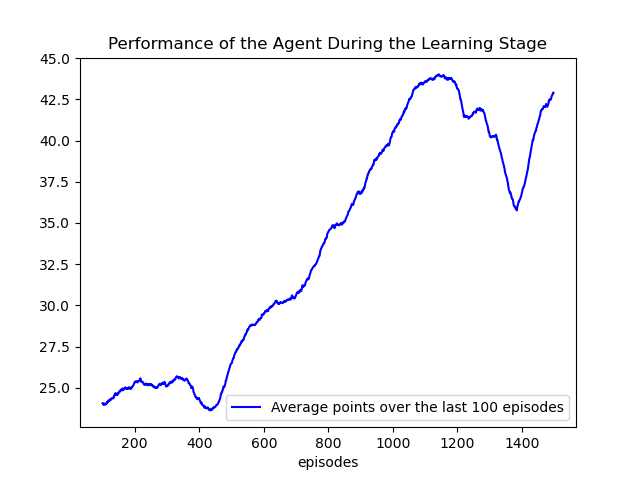 Performance of the Agent During the Learning Stage
45.0
42.5
40.0
37.5
35.0
32.5
30.0
27.5
25.0
Average points over the last 100 episodes
200 400 600 800 1000 1200 1400
episodes